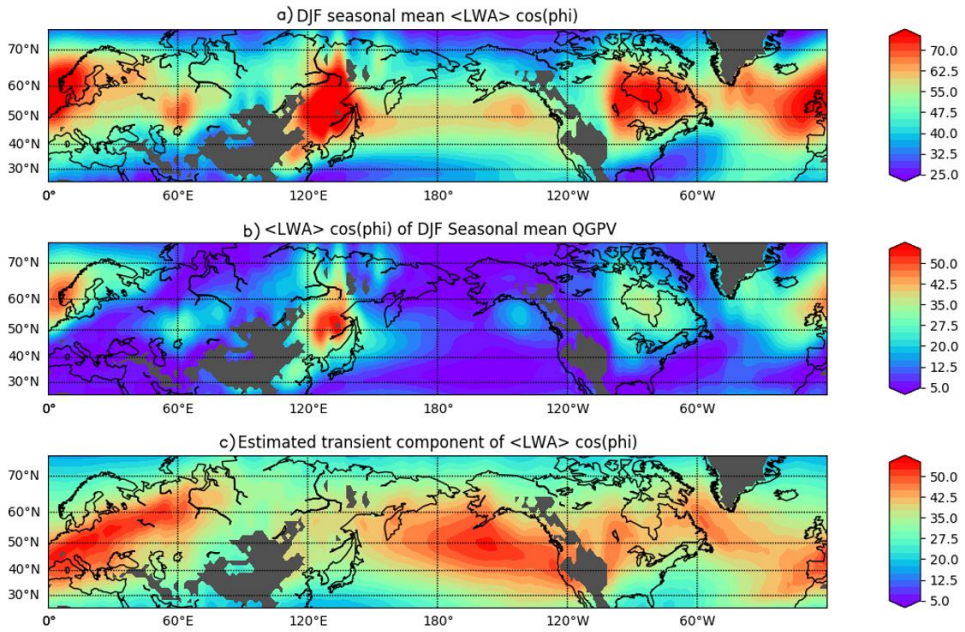 a) DJF seasonal mean <LWA> cos(phi)
70°N
60°N
50°N
40°N
30°N
0° 60°E 120°E 180° 120°W 60°W
70.0
62.5
55.0
47.5
40.0
32.5
25.0
b) <LWA> cos(phi) of DJF Seasonal mean QGPV
70°N
60°N
50°N
40°N
30°N
0° 60°E 120°E 180° 120°W 60°W
50.0
42.5
35.0
27.5
20.0
12.5
5.0
c) Estimated transient component of <LWA> cos(phi)
70°N
60°N
50°N
40°N
30°N
0° 60°E 120°E 180° 120°W 60°W
50.0
42.5
35.0
27.5
20.0
12.5
5.0